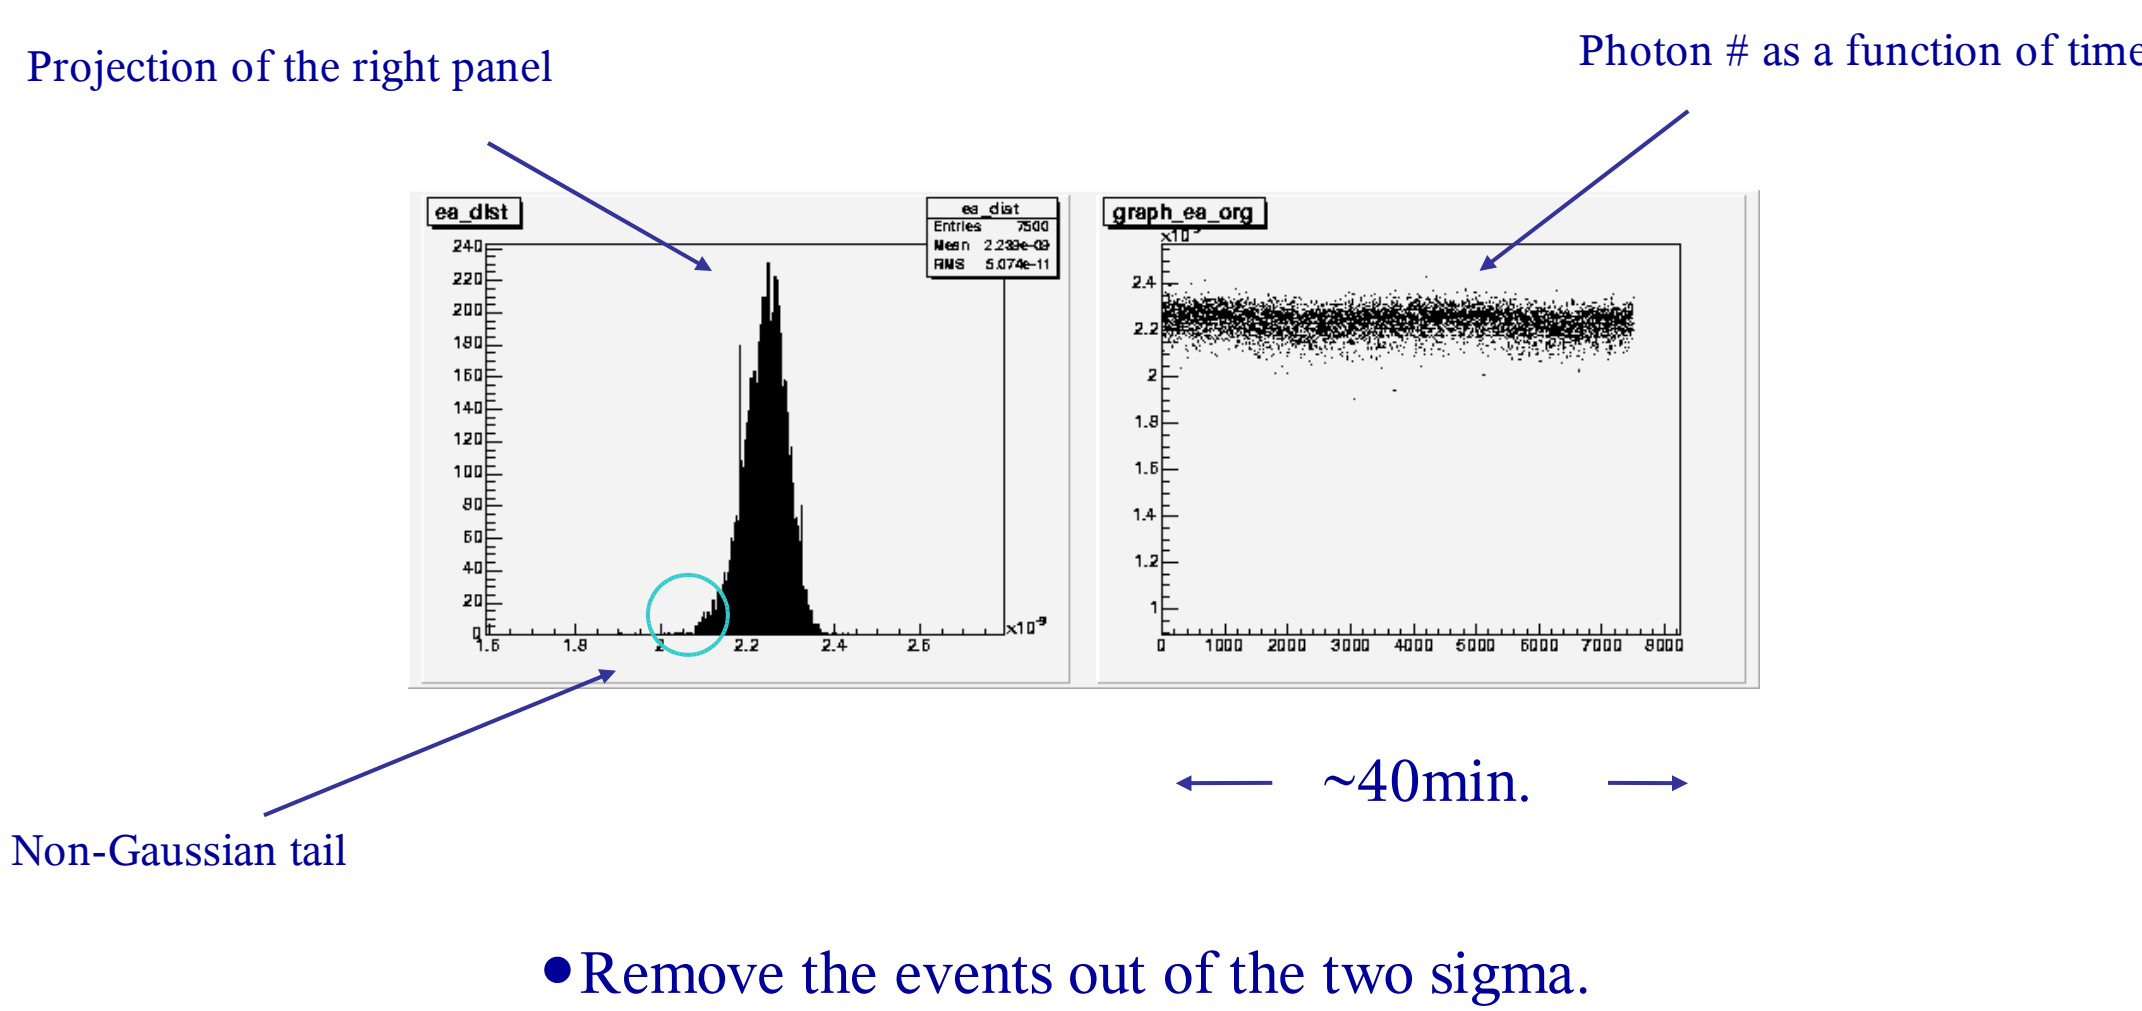 Projection of the right panel
Photon # as a function of time
ea_dist
ea_dist
Entries 7500
Mean 2.239e-09
RMS 5.074e-11
240
220
200
180
160
140
120
100
80
60
40
20
0
1.6 1.8 2 2.2 2.4 2.6
x10⁻⁹
graph_ea_org
x10⁻⁹
2.4
2.2
2
1.8
1.6
1.4
1.2
1
0 1000 2000 3000 4000 5000 6000 7000 8000
~40min.
Non-Gaussian tail
●Remove the events out of the two sigma.